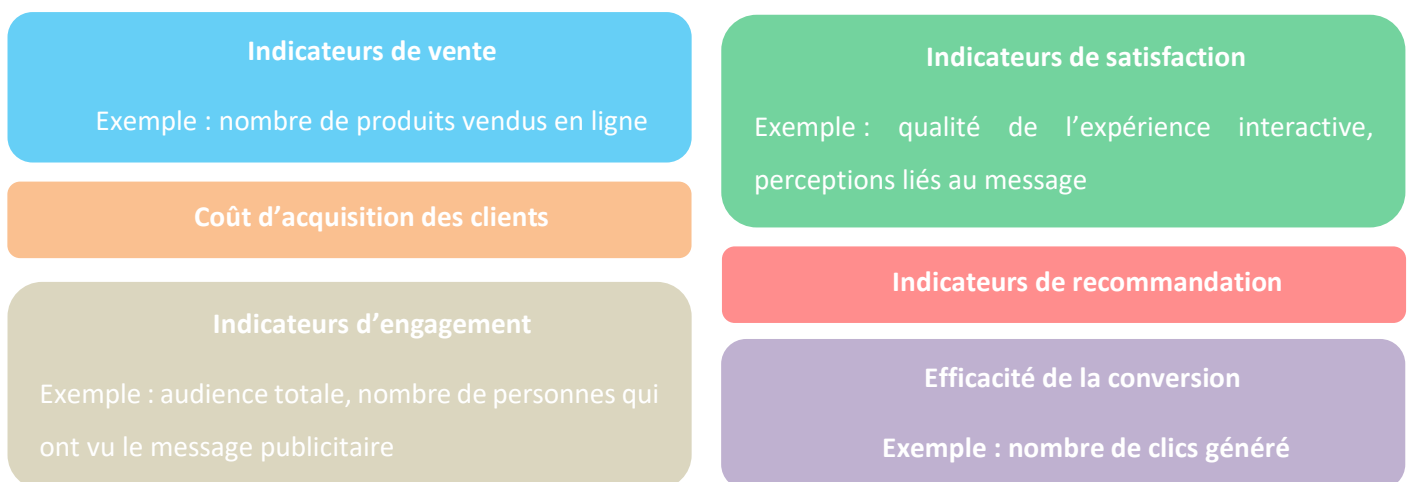 Indicateurs de vente
Exemple : nombre de produits vendus en ligne
Coût d’acquisition des clients
Indicateurs d’engagement
Exemple : audience totale, nombre de personnes qui
ont vu le message publicitaire
Indicateurs de satisfaction
Exemple : qualité de l’expérience interactive,
perceptions liés au message
Indicateurs de recommandation
Efficacité de la conversion
Exemple : nombre de clics généré